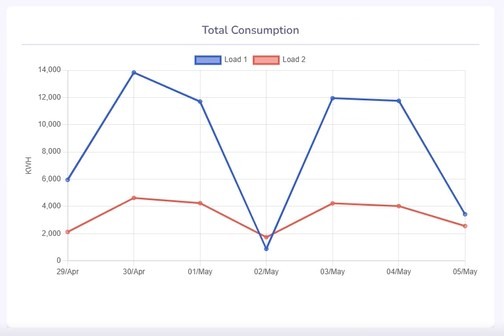 Total Consumption
Load 1 Load 2
KWH
14,000
12,000
10,000
8,000
6,000
4,000
2,000
0
29/Apr 30/Apr 01/May 02/May 03/May 04/May 05/May